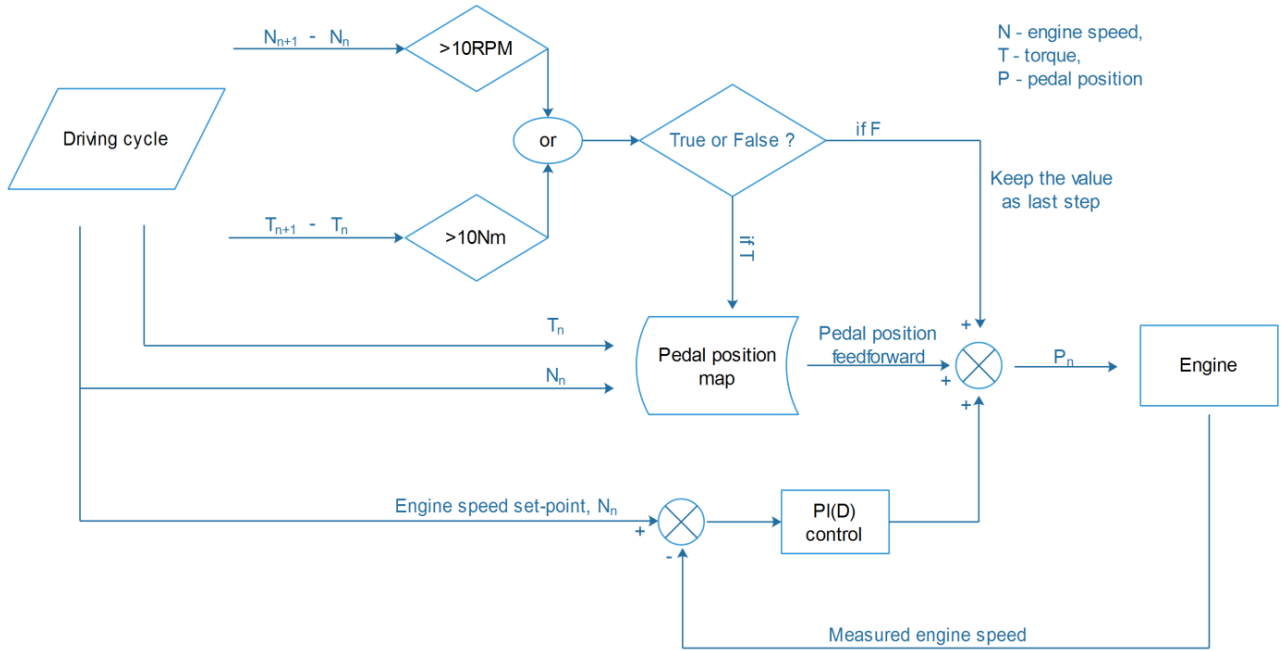 N - engine speed,
T - torque,
P - pedal position
Nn+1 - Nn
>10RPM
Driving cycle
or
True or False ?
if F
Keep the value
as last step
Tn+1 - Tn
>10Nm
if T
Tn
Nn
Pedal position
map
Pedal position
feedforward
+
+
+
Pn
Engine
Engine speed set-point, Nn
+
-
PI(D)
control
Measured engine speed